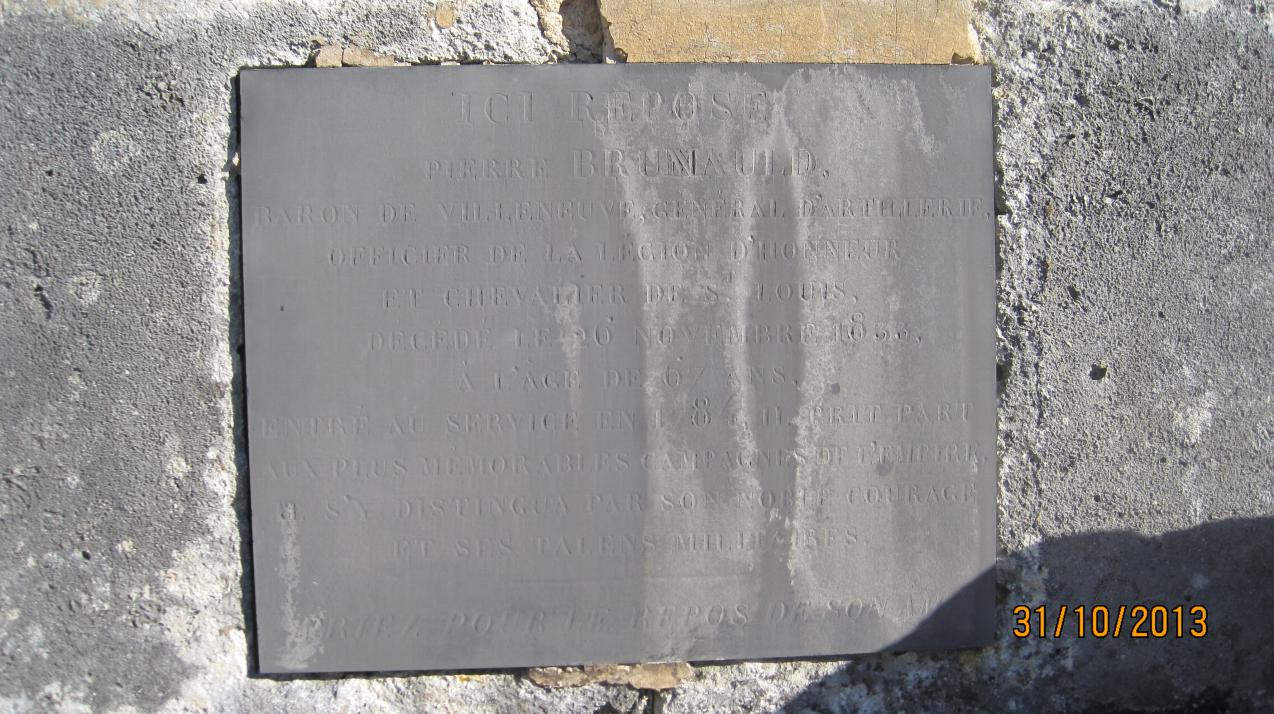 ICI REPOSE
PIERRE BRUNAULD,
BARON DE VILLENEUVE, GÉNÉRAL D'ARTILLERIE,
OFFICIER DE LA LÉGION D'HONNEUR
ET CHEVALIER DE S. LOUIS,
DÉCÉDÉ LE 26 NOVEMBRE 1833,
À L'ÂGE DE 67 ANS.
ENTRÉ AU SERVICE EN IL PRIT PART
AUX PLUS MÉMORABLES CAMPAGNES DE L'EMPIRE,
IL S'Y DISTINGUA PAR SON NOBLE COURAGE
ET SES TALENS MILITAIRES.
PRIEZ POUR LE REPOS DE SON
31/10/2013